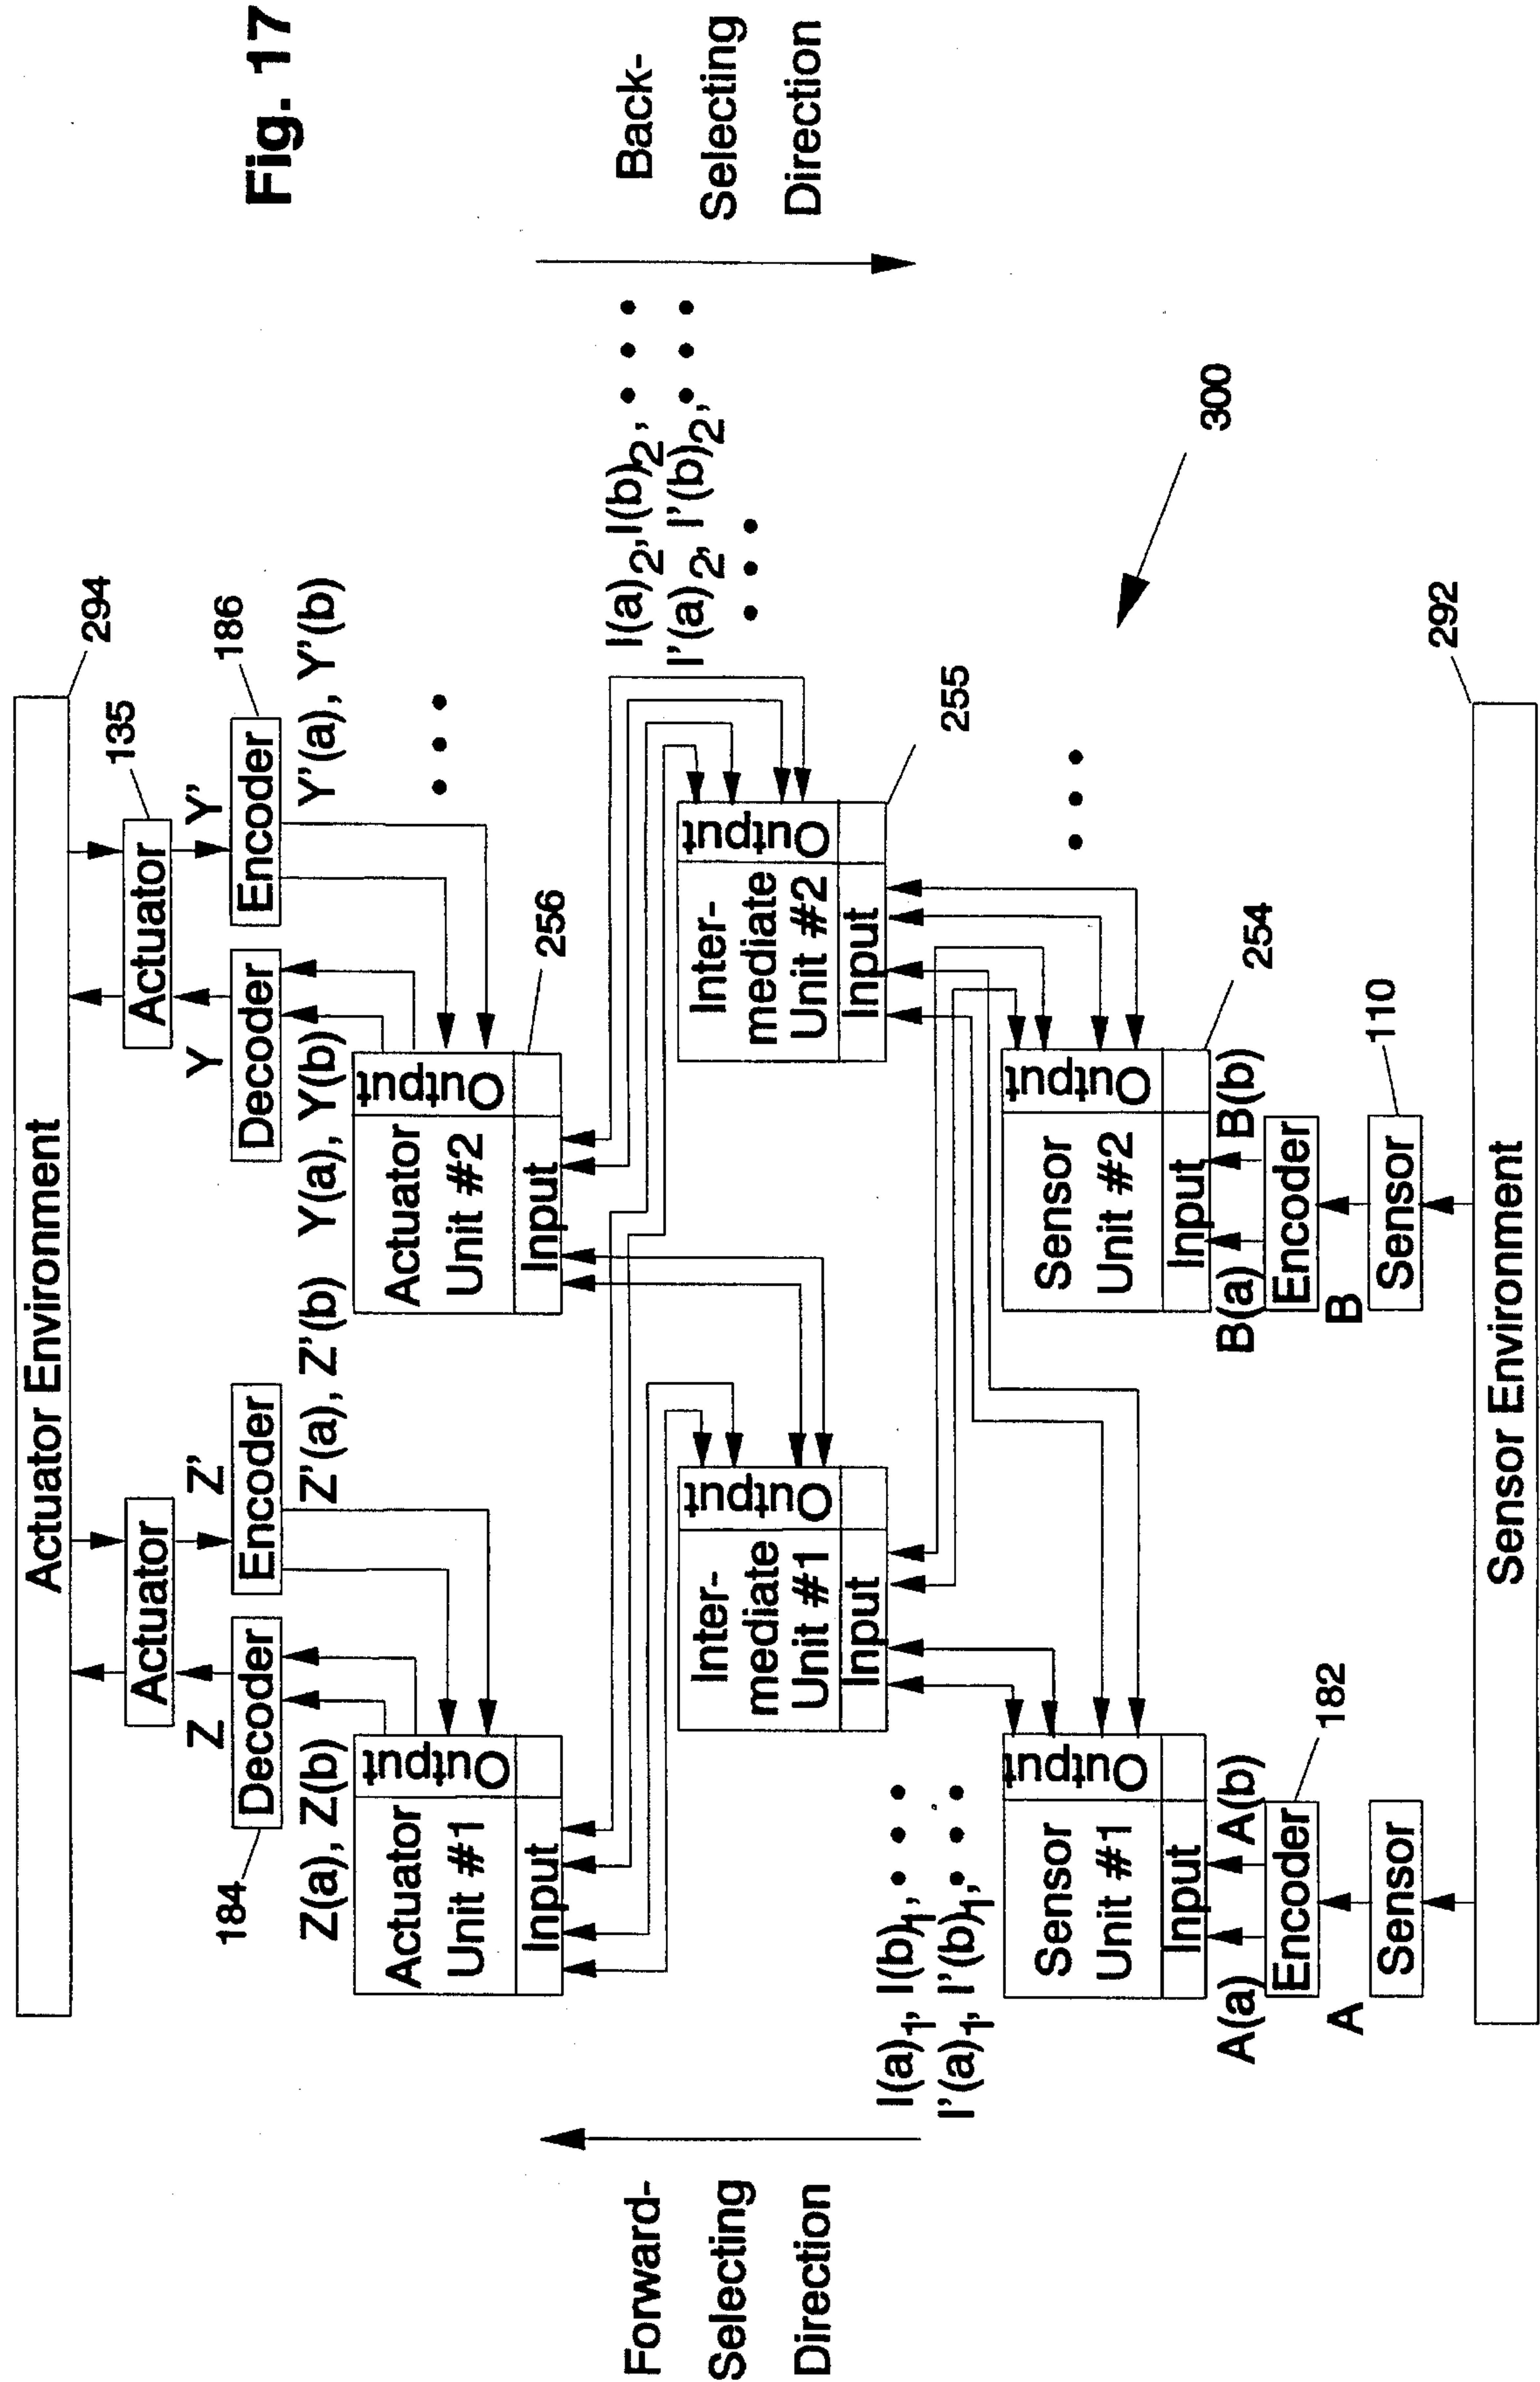 Fig. 17
Actuator Environment
294
Actuator
Actuator
135
Z
Z'
Y
Y'
184
Decoder
Encoder
Decoder
Encoder
186
Z(a), Z(b)
Z'(a), Z'(b)
Y(a), Y(b)
Y'(a), Y'(b)
Actuator
Unit #1
Input
Output
Actuator
Unit #2
Input
Output
256
• • •
Forward-
Selecting
Direction
Back-
Selecting
Direction
I(a)2, I(b)2, • • •
I'(a)2, I'(b)2, • • •
• • •
Inter-
mediate
Unit #1
Input
Output
Inter-
mediate
Unit #2
Input
Output
255
I(a)1, I(b)1, • • •
I'(a)1, I'(b)1, • • •
Sensor
Unit #1
Input
Output
Sensor
Unit #2
Input
Output
254
• • •
300
A(a)
A(b)
B(a)
B(b)
Encoder
182
Encoder
A
B
Sensor
Sensor
110
292
Sensor Environment